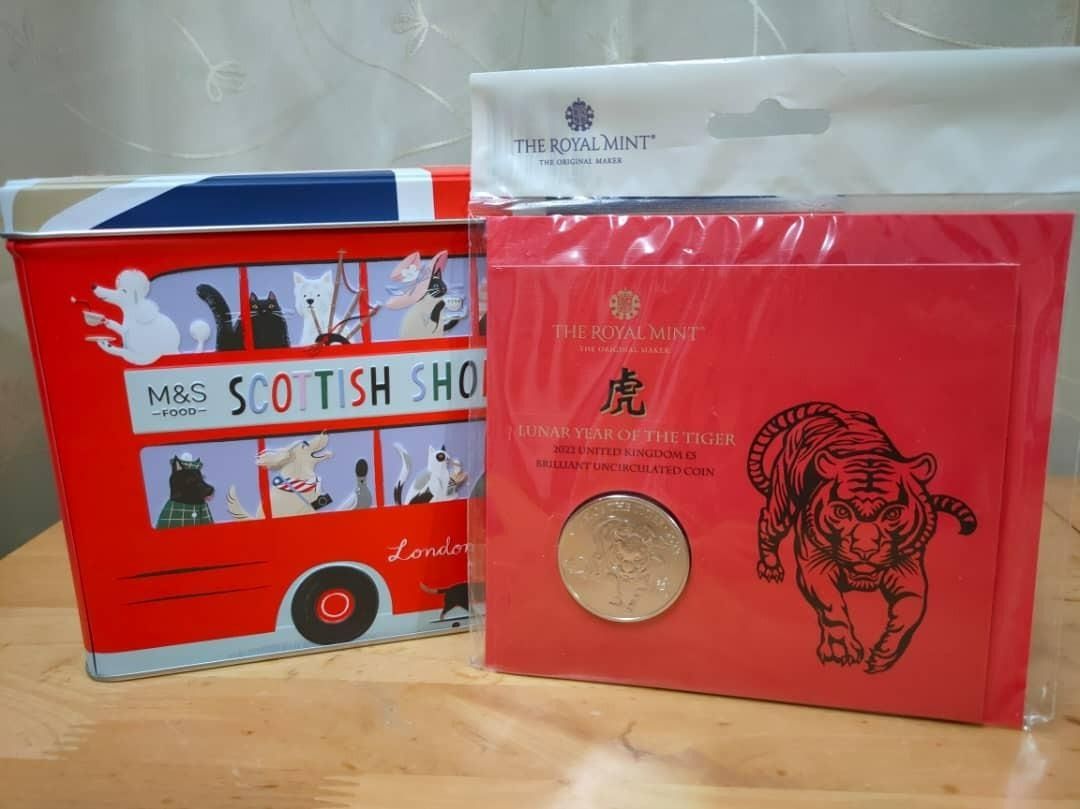 THE ROYAL MINT®
THE ORIGINAL MAKER
M&S
FOOD
SCOTTISH SHO
London
THE ROYAL MINT®
THE ORIGINAL MAKER
虎
LUNAR YEAR OF THE TIGER
2022 UNITED KINGDOM £5
BRILLIANT UNCIRCULATED COIN